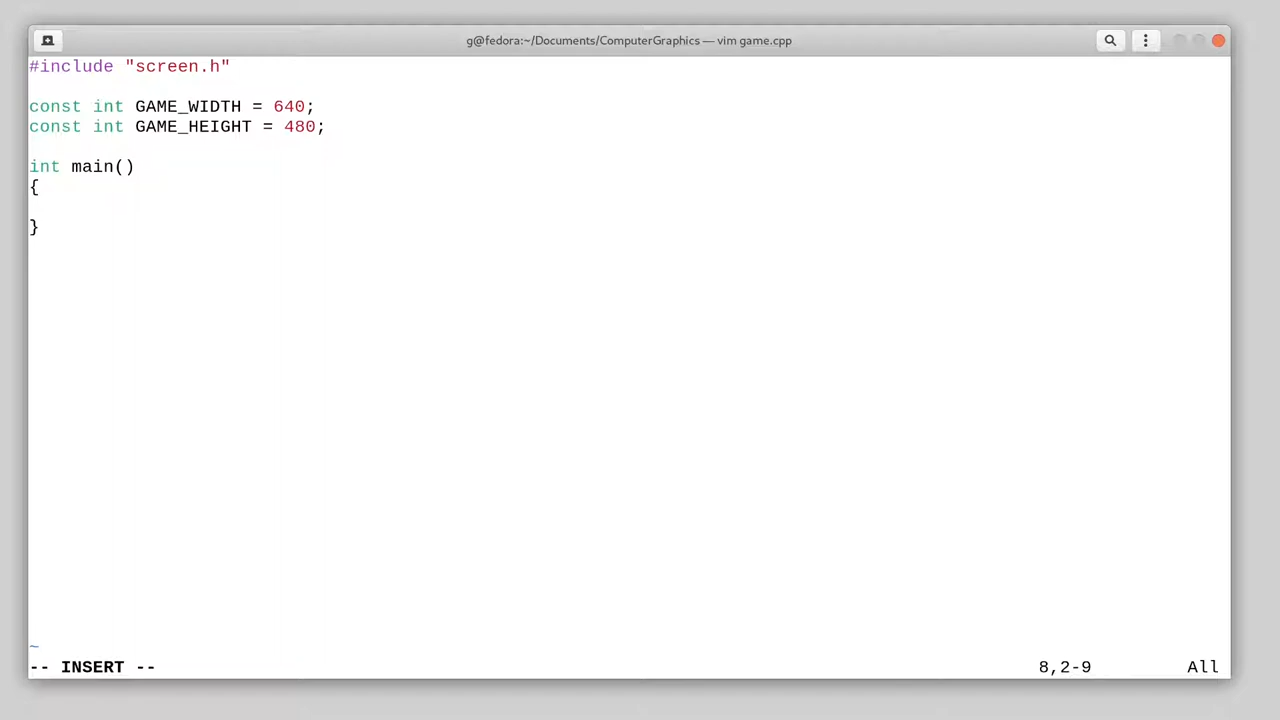 g@fedora:~/Documents/ComputerGraphics — vim game.cpp
#include "screen.h"
const int GAME_WIDTH = 640;
const int GAME_HEIGHT = 480;
int main()
{
}
~
-- INSERT -- 8,2-9 All